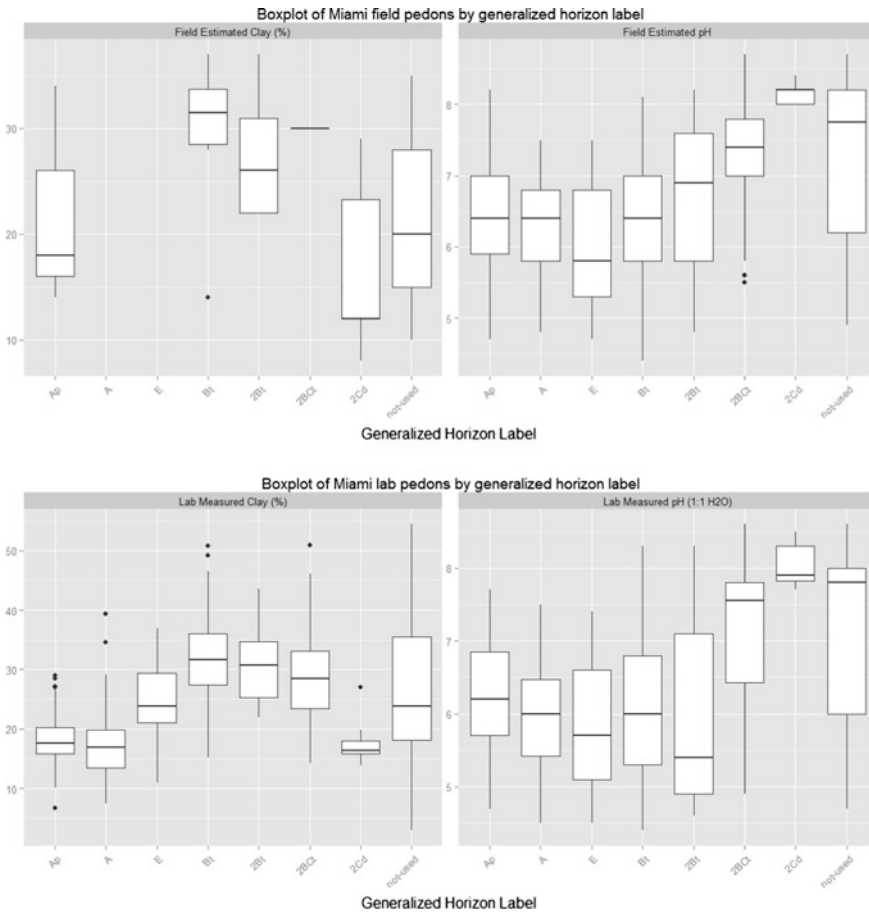 Boxplot of Miami field pedons by generalized horizon label
Field Estimated Clay (%)
Field Estimated pH
30
20
10
8
7
6
5
Ap A E Bt 2Bt 2BCt 2Cd not-used
Ap A E Bt 2Bt 2BCt 2Cd not-used
Generalized Horizon Label
Boxplot of Miami lab pedons by generalized horizon label
Lab Measured Clay (%)
Lab Measured pH (1:1 H2O)
50
40
30
20
10
8
7
6
5
Ap A E Bt 2Bt 2BCt 2Cd not-used
Ap A E Bt 2Bt 2BCt 2Cd not-used
Generalized Horizon Label